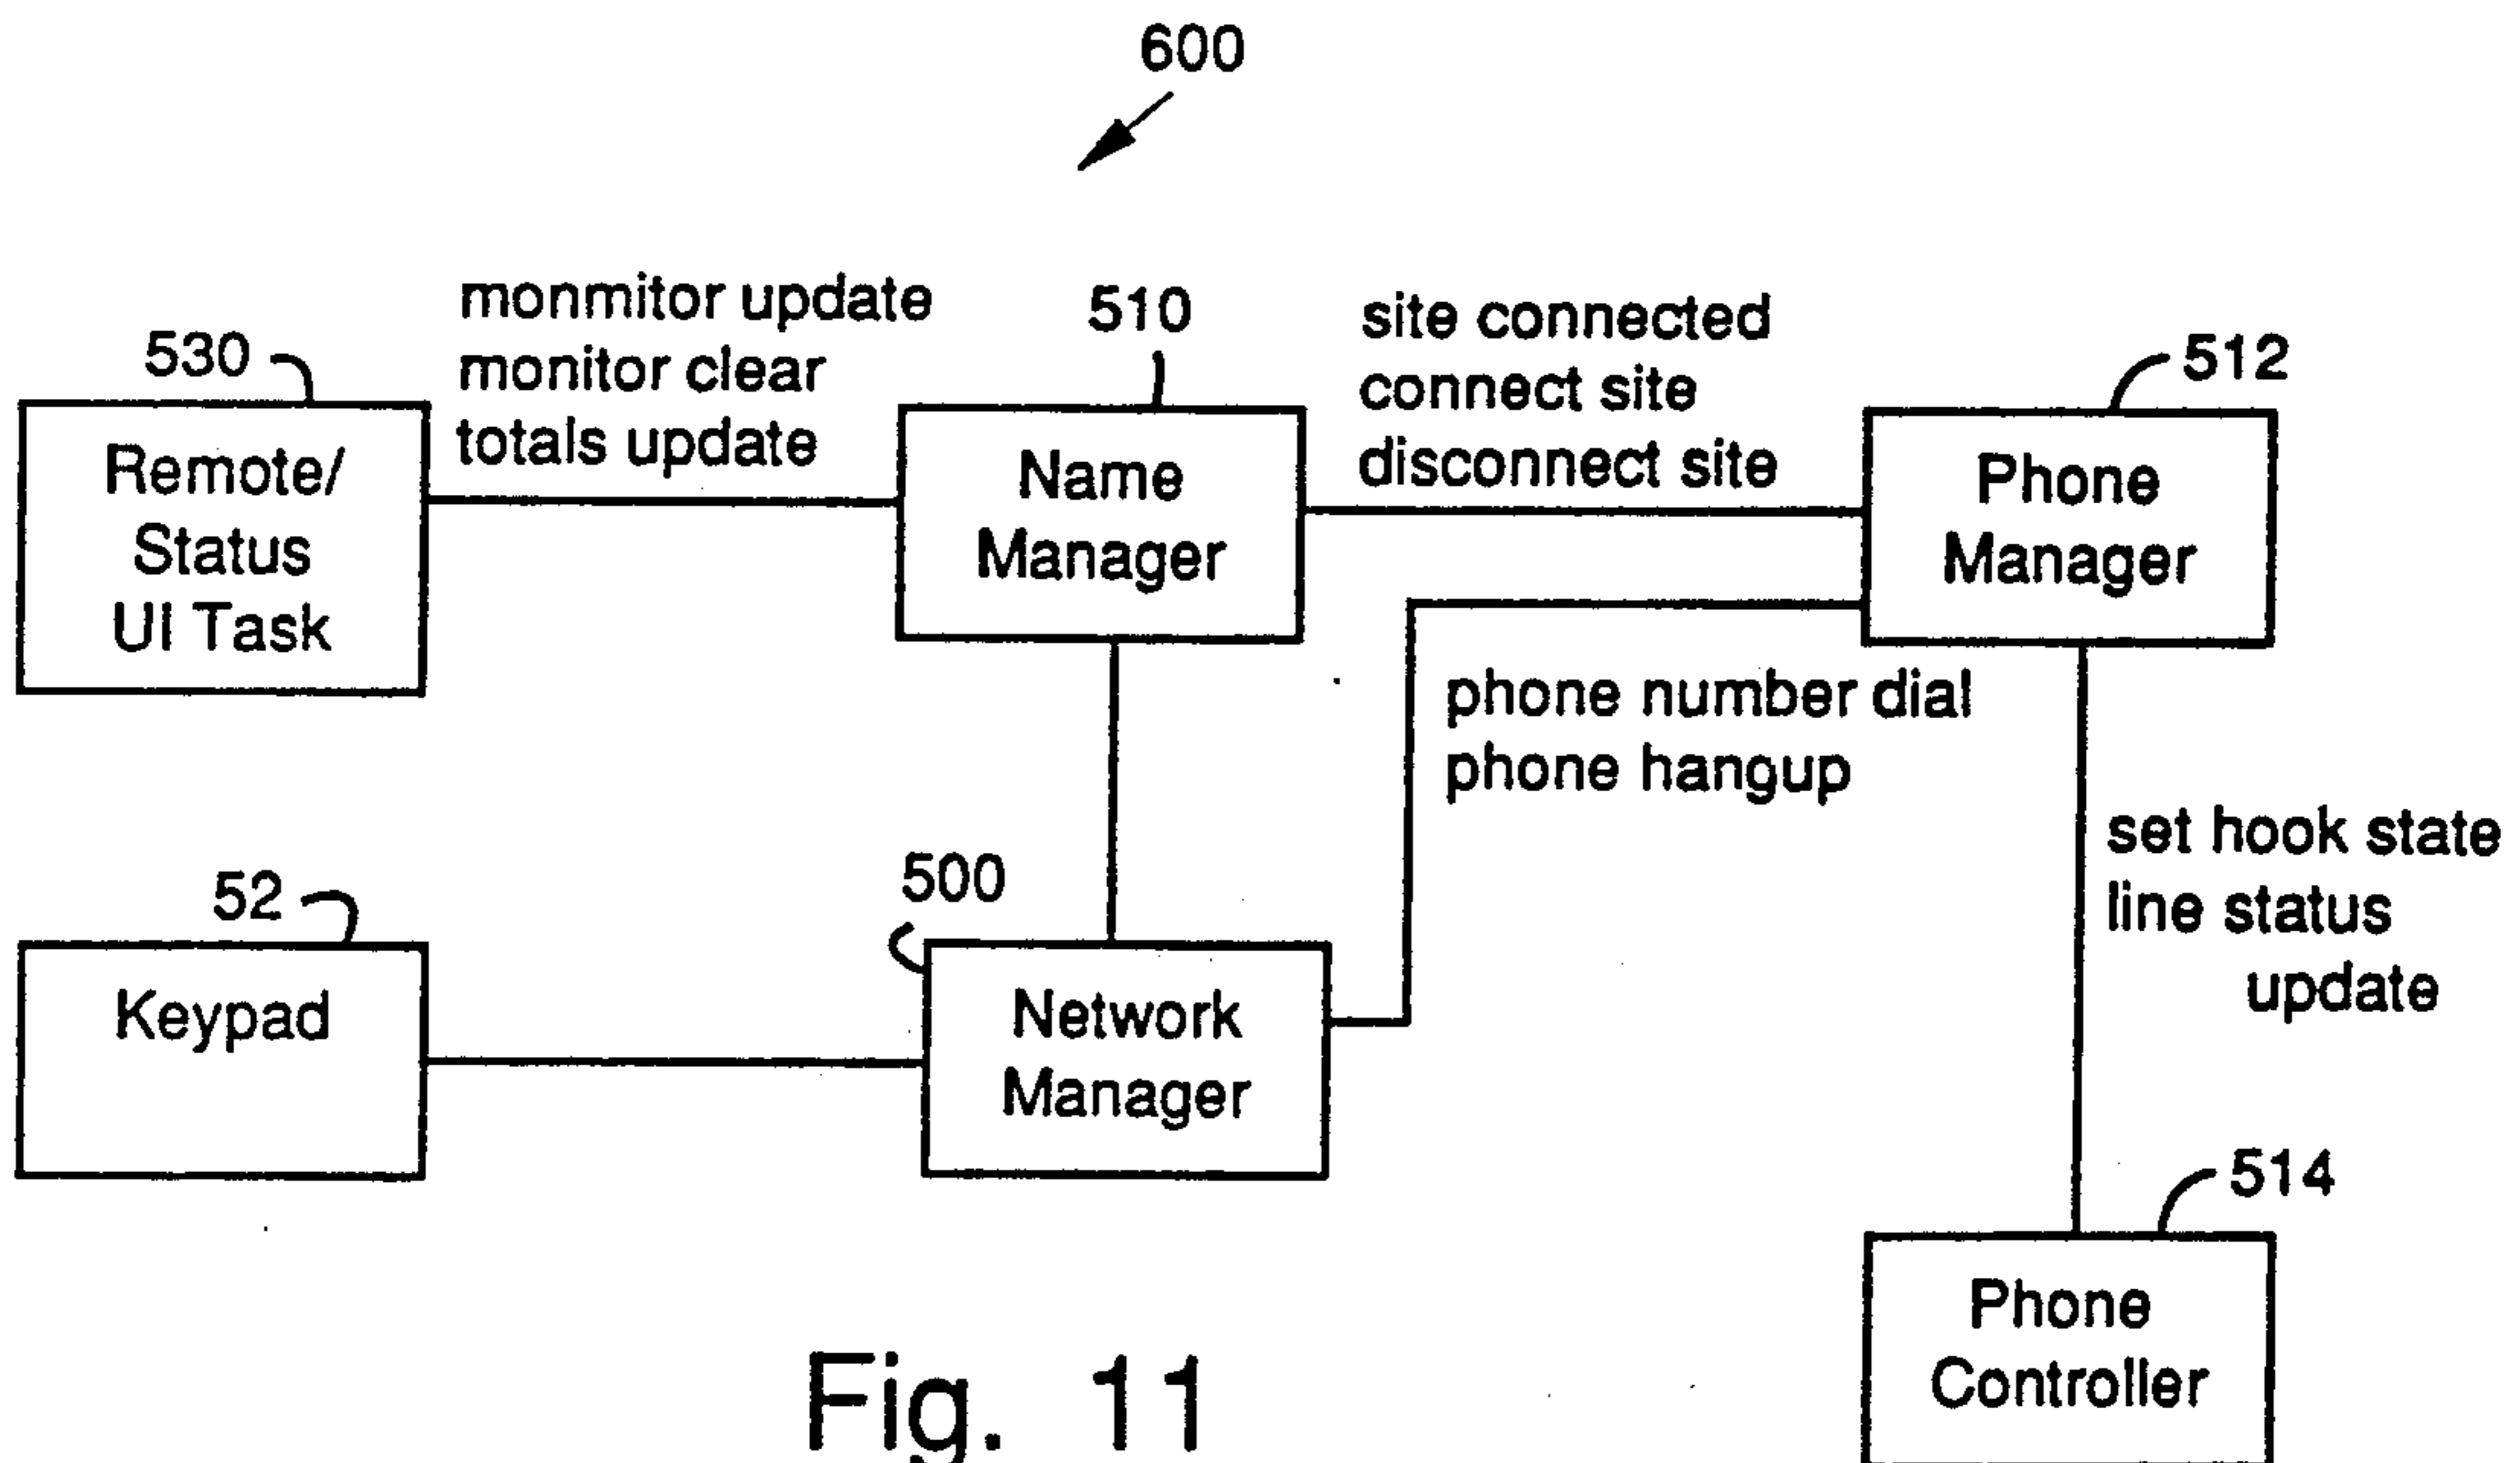 600
monmitor update
monitor clear
totals update
510
site connected
connect site
disconnect site
530
512
Remote/
Status
UI Task
Name
Manager
Phone
Manager
phone number dial
phone hangup
set hook state
line status
update
52
500
Keypad
Network
Manager
514
Phone
Controller
Fig. 11